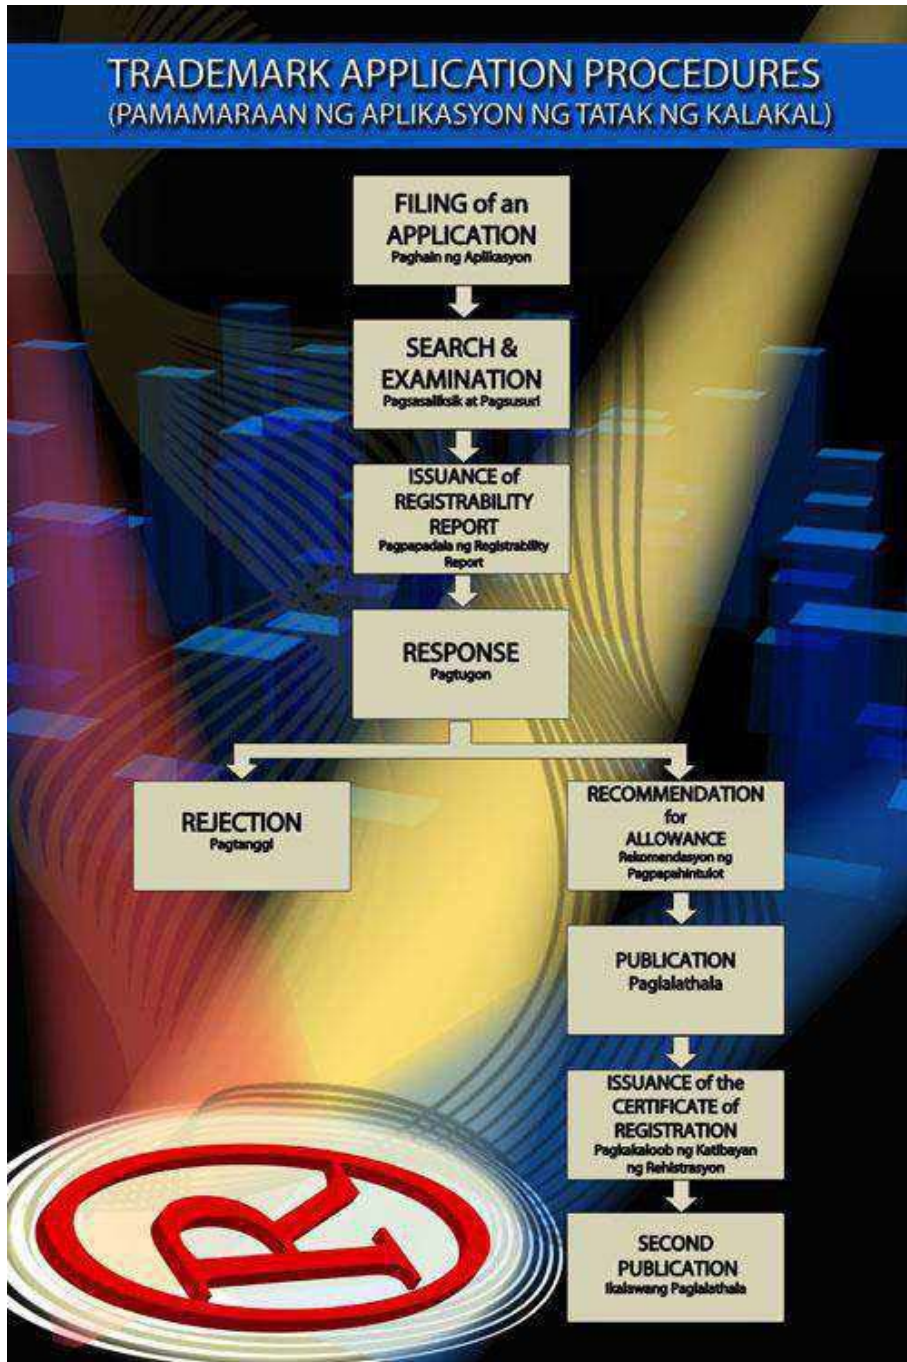 TRADEMARK APPLICATION PROCEDURES
(PAMAMARAAN NG APLIKASYON NG TATAK NG KALAKAL)
FILING of an
APPLICATION
Paghain ng Aplikasyon
SEARCH &
EXAMINATION
Pagsasaliksik at Pagsusuri
ISSUANCE of
REGISTRABILITY
REPORT
Pagpapadala ng Registrability
Report
RESPONSE
Pagtugon
REJECTION
Pagtanggi
RECOMMENDATION
for
ALLOWANCE
Rekomendasyon ng
Pagpapahintulot
PUBLICATION
Paglalathala
ISSUANCE of the
CERTIFICATE of
REGISTRATION
Pagkakaloob ng Katibayan
ng Rehistrasyon
SECOND
PUBLICATION
Ikalawang Paglalathala
R